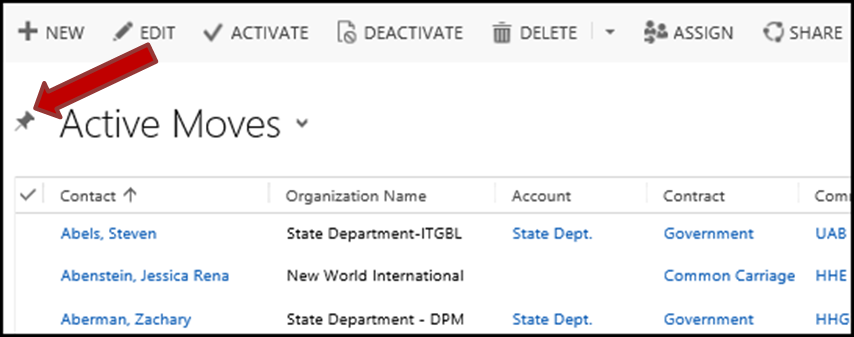 NEW EDIT ACTIVATE DEACTIVATE DELETE ASSIGN SHARE
Active Moves
Contact Organization Name Account Contract Com
Abels, Steven State Department-ITGBL State Dept. Government UAB
Abenstein, Jessica Rena New World International Common Carriage HHE
Aberman, Zachary State Department - DPM State Dept. Government HHG